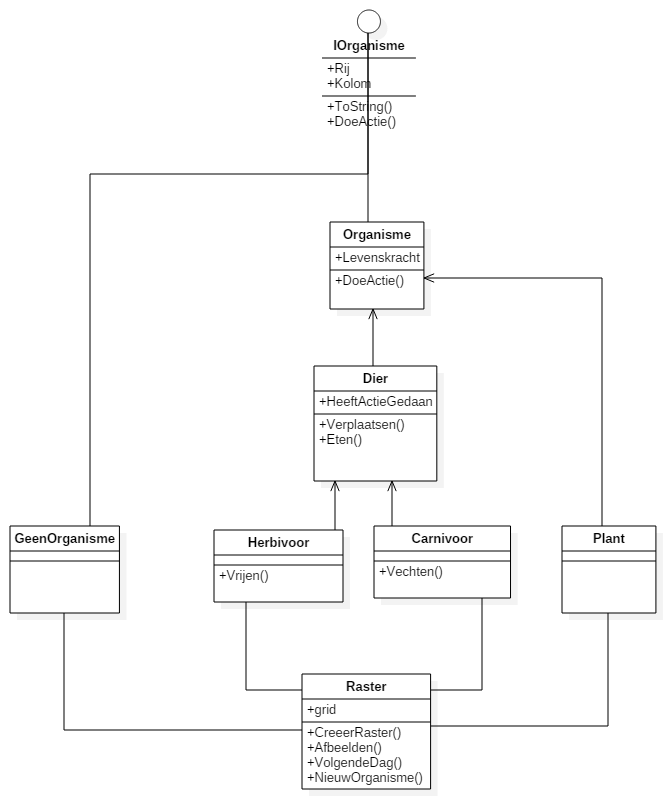 IOrganisme
+Rij
+Kolom
+ToString()
+DoeActie()
Organisme
+Levenskracht
+DoeActie()
Dier
+HeeftActieGedaan
+Verplaatsen()
+Eten()
GeenOrganisme
Herbivoor
+Vrijen()
Carnivoor
+Vechten()
Plant
Raster
+grid
+CreeerRaster()
+Afbeelden()
+VolgendeDag()
+NieuwOrganisme()